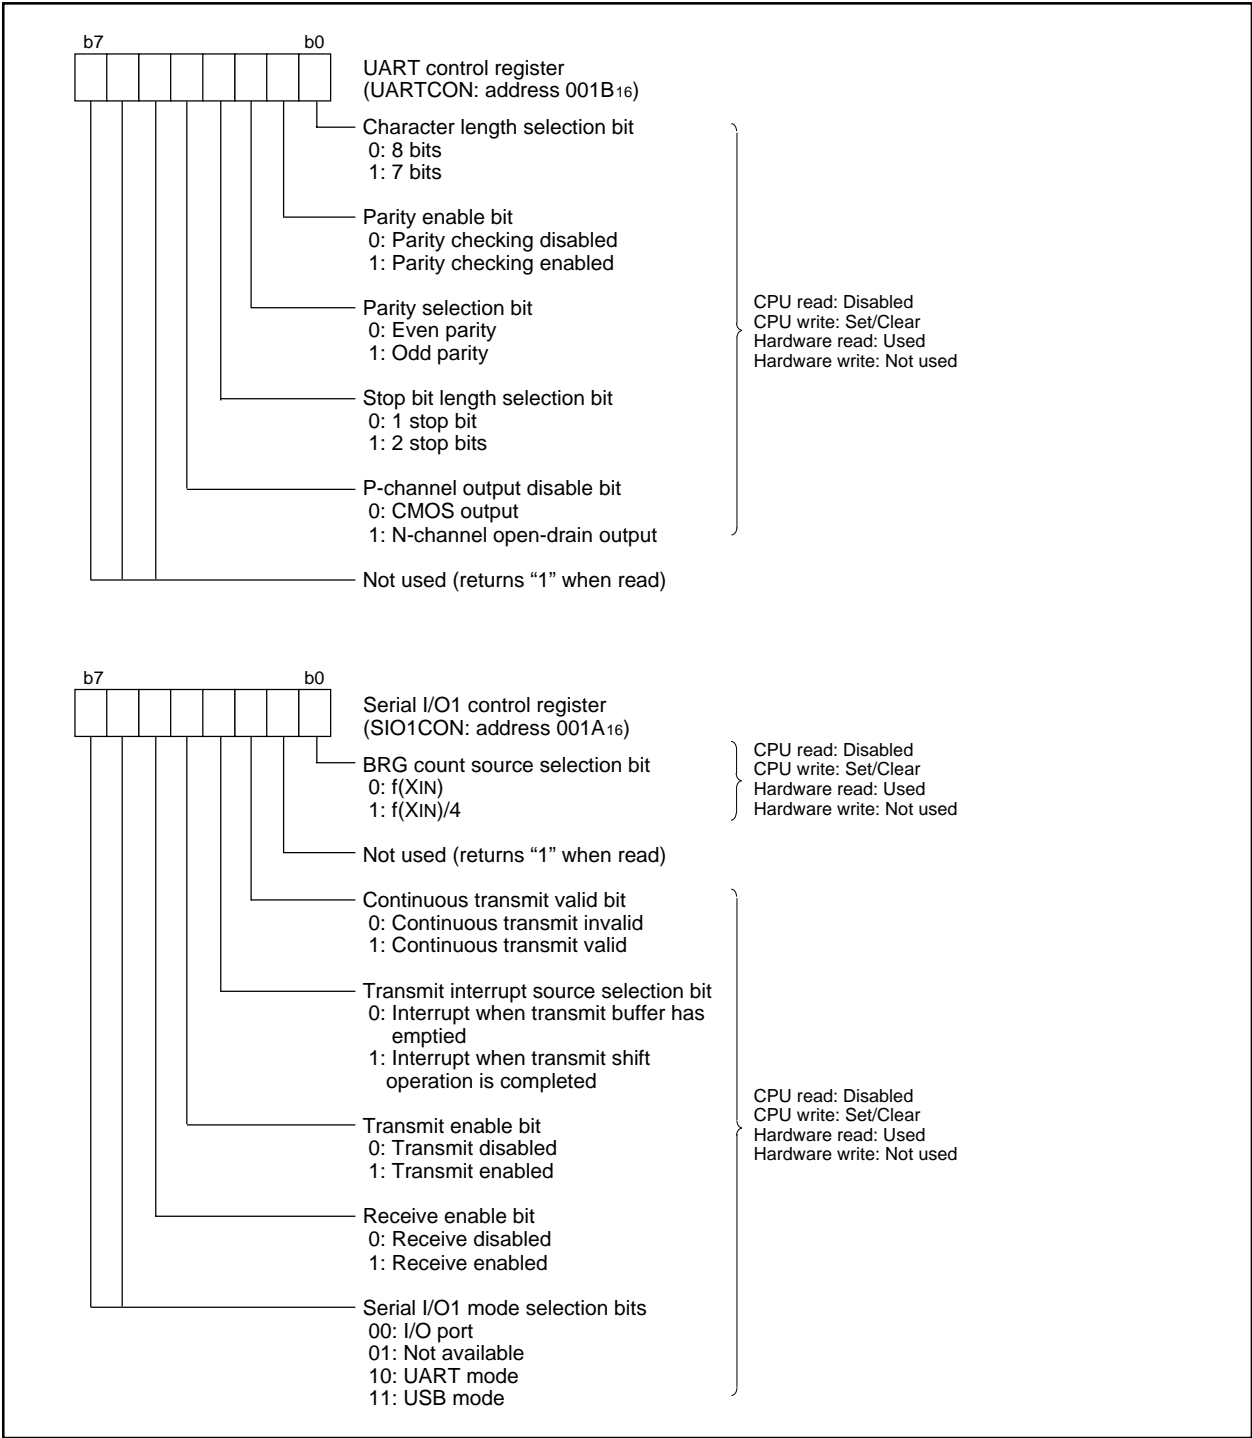 b7 b0
UART control register
(UARTCON: address 001B16)
Character length selection bit
0: 8 bits
1: 7 bits
Parity enable bit
0: Parity checking disabled
1: Parity checking enabled
Parity selection bit
0: Even parity
1: Odd parity
Stop bit length selection bit
0: 1 stop bit
1: 2 stop bits
P-channel output disable bit
0: CMOS output
1: N-channel open-drain output
CPU read: Disabled
CPU write: Set/Clear
Hardware read: Used
Hardware write: Not used
Not used (returns “1” when read)
b7 b0
Serial I/O1 control register
(SIO1CON: address 001A16)
BRG count source selection bit
0: f(XIN)
1: f(XIN)/4
CPU read: Disabled
CPU write: Set/Clear
Hardware read: Used
Hardware write: Not used
Not used (returns “1” when read)
Continuous transmit valid bit
0: Continuous transmit invalid
1: Continuous transmit valid
Transmit interrupt source selection bit
0: Interrupt when transmit buffer has
emptied
1: Interrupt when transmit shift
operation is completed
Transmit enable bit
0: Transmit disabled
1: Transmit enabled
Receive enable bit
0: Receive disabled
1: Receive enabled
Serial I/O1 mode selection bits
00: I/O port
01: Not available
10: UART mode
11: USB mode
CPU read: Disabled
CPU write: Set/Clear
Hardware read: Used
Hardware write: Not used